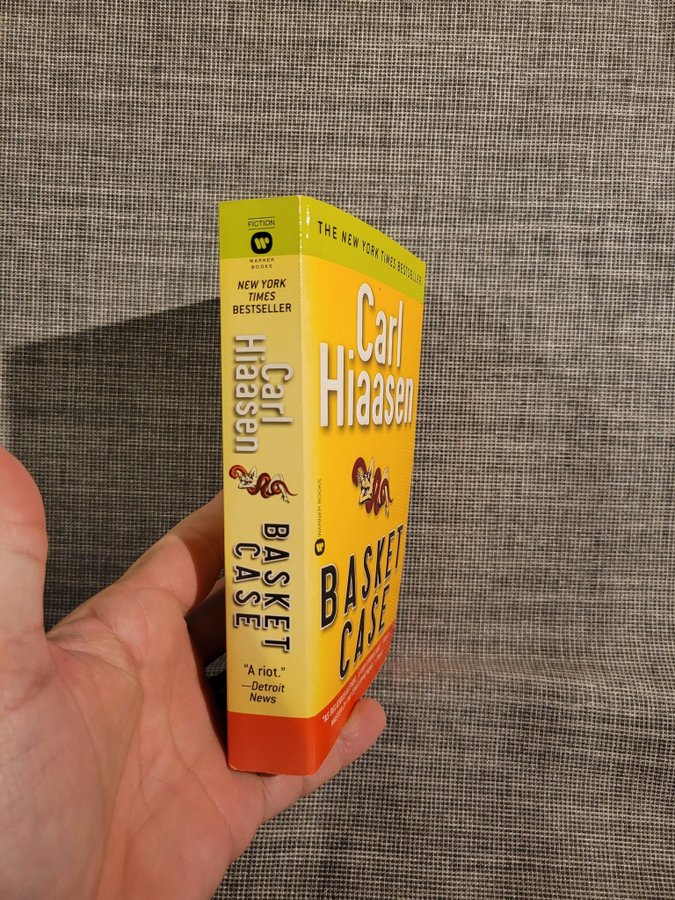 FICTION
WARNER
BOOKS
NEW YORK
TIMES
BESTSELLER
Carl
Hiaasen
BASKET
CASE
"A riot."
—Detroit
News
THE NEW YORK TIMES BESTSELLER
Carl
Hiaasen
WARNER BOOKS
BASKET
CASE